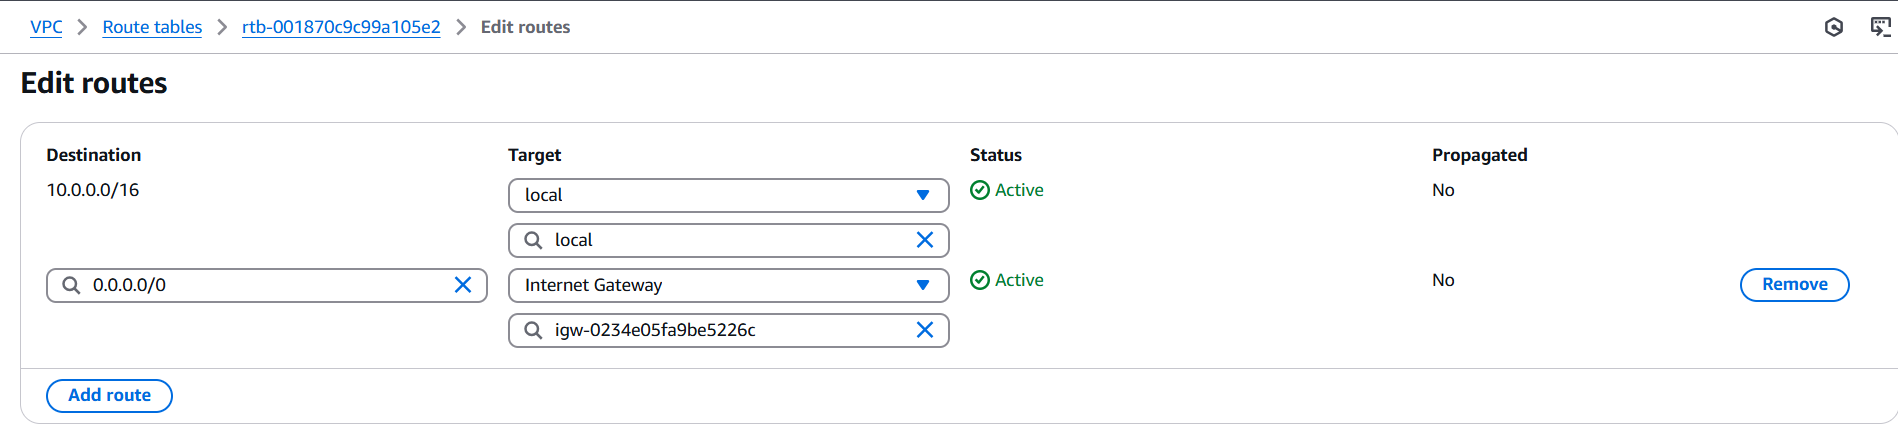 VPC > Route tables > rtb-001870c9c99a105e2 > Edit routes
Edit routes
Destination Target Status Propagated
10.0.0.0/16 local Active No
local
0.0.0.0/0 Internet Gateway Active No Remove
igw-0234e05fa9be5226c
Add route